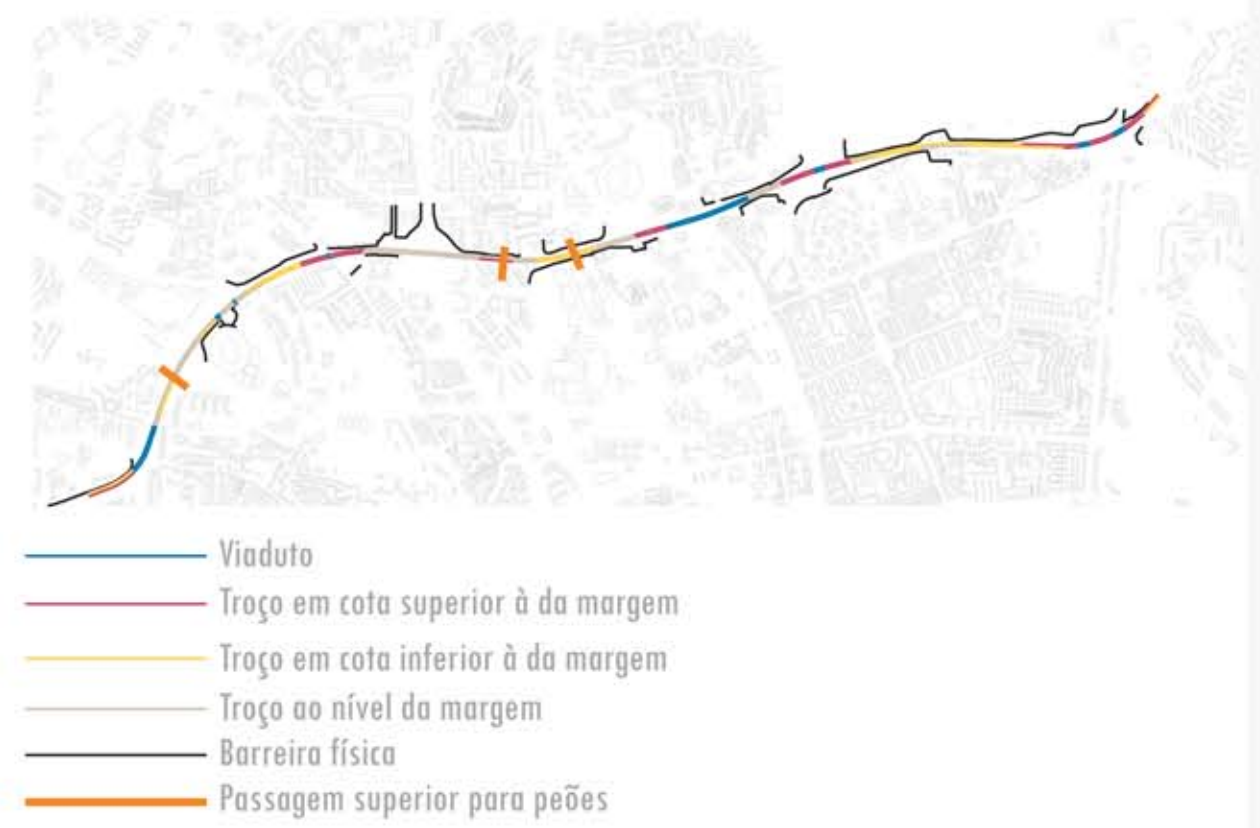 Viaduto
Troço em cota superior à da margem
Troço em cota inferior à da margem
Troço ao nível da margem
Barreira física
Passagem superior para peões